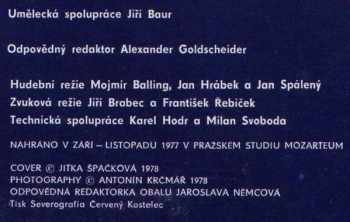 Umělecká spolupráce Jiří Baur
Odpovědný redaktor Alexander Goldscheider
Hudební režie Mojmír Balling, Jan Hrábek a Jan Spálený
Zvuková režie Jiří Brabec a František Řebíček
Technická spolupráce Karel Hodr a Milan Svoboda
NAHRÁNO V ZÁŘÍ – LISTOPADU 1977 V PRAŽSKÉM STUDIU MOZARTEUM
COVER © JITKA ŠPAČKOVÁ 1978
PHOTOGRAPHY © ANTONÍN KRČMÁŘ 1978
ODPOVĚDNÁ REDAKTORKA OBALU JAROSLAVA NĚMCOVÁ
Tisk Severografia Červený Kostelec